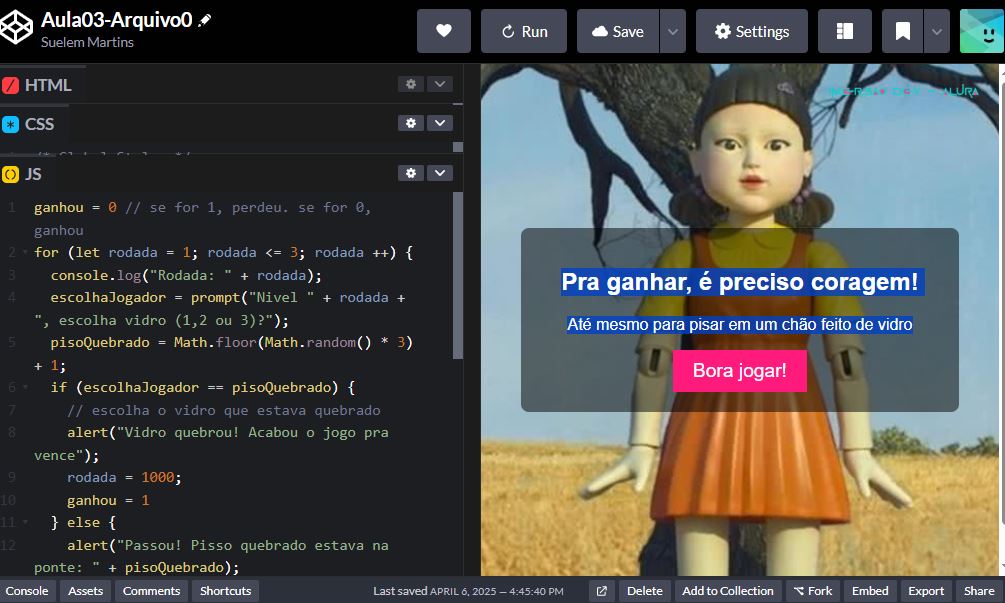 Aula03-Arquivo0
Suelem Martins
Run
Save
Settings
HTML
CSS
JS
1 ganhou = 0 // se for 1, perdeu. se for 0,
ganhou
2 for (let rodada = 1; rodada <= 3; rodada ++) {
3 console.log("Rodada: " + rodada);
4 escolhaJogador = prompt("Nivel " + rodada +
", escolha vidro (1,2 ou 3)?");
5 pisoQuebrado = Math.floor(Math.random() * 3)
+ 1;
6 if (escolhaJogador == pisoQuebrado) {
7 // escolha o vidro que estava quebrado
8 alert("Vidro quebrou! Acabou o jogo pra
vence");
9 rodada = 1000;
10 ganhou = 1
11 } else {
12 alert("Passou! Pisso quebrado estava na
ponte: " + pisoQuebrado);
Pra ganhar, é preciso coragem!
Até mesmo para pisar em um chão feito de vidro
Bora jogar!
Console
Assets
Comments
Shortcuts
Last saved APRIL 6, 2025 — 4:45:40 PM
Delete
Add to Collection
Fork
Embed
Export
Share